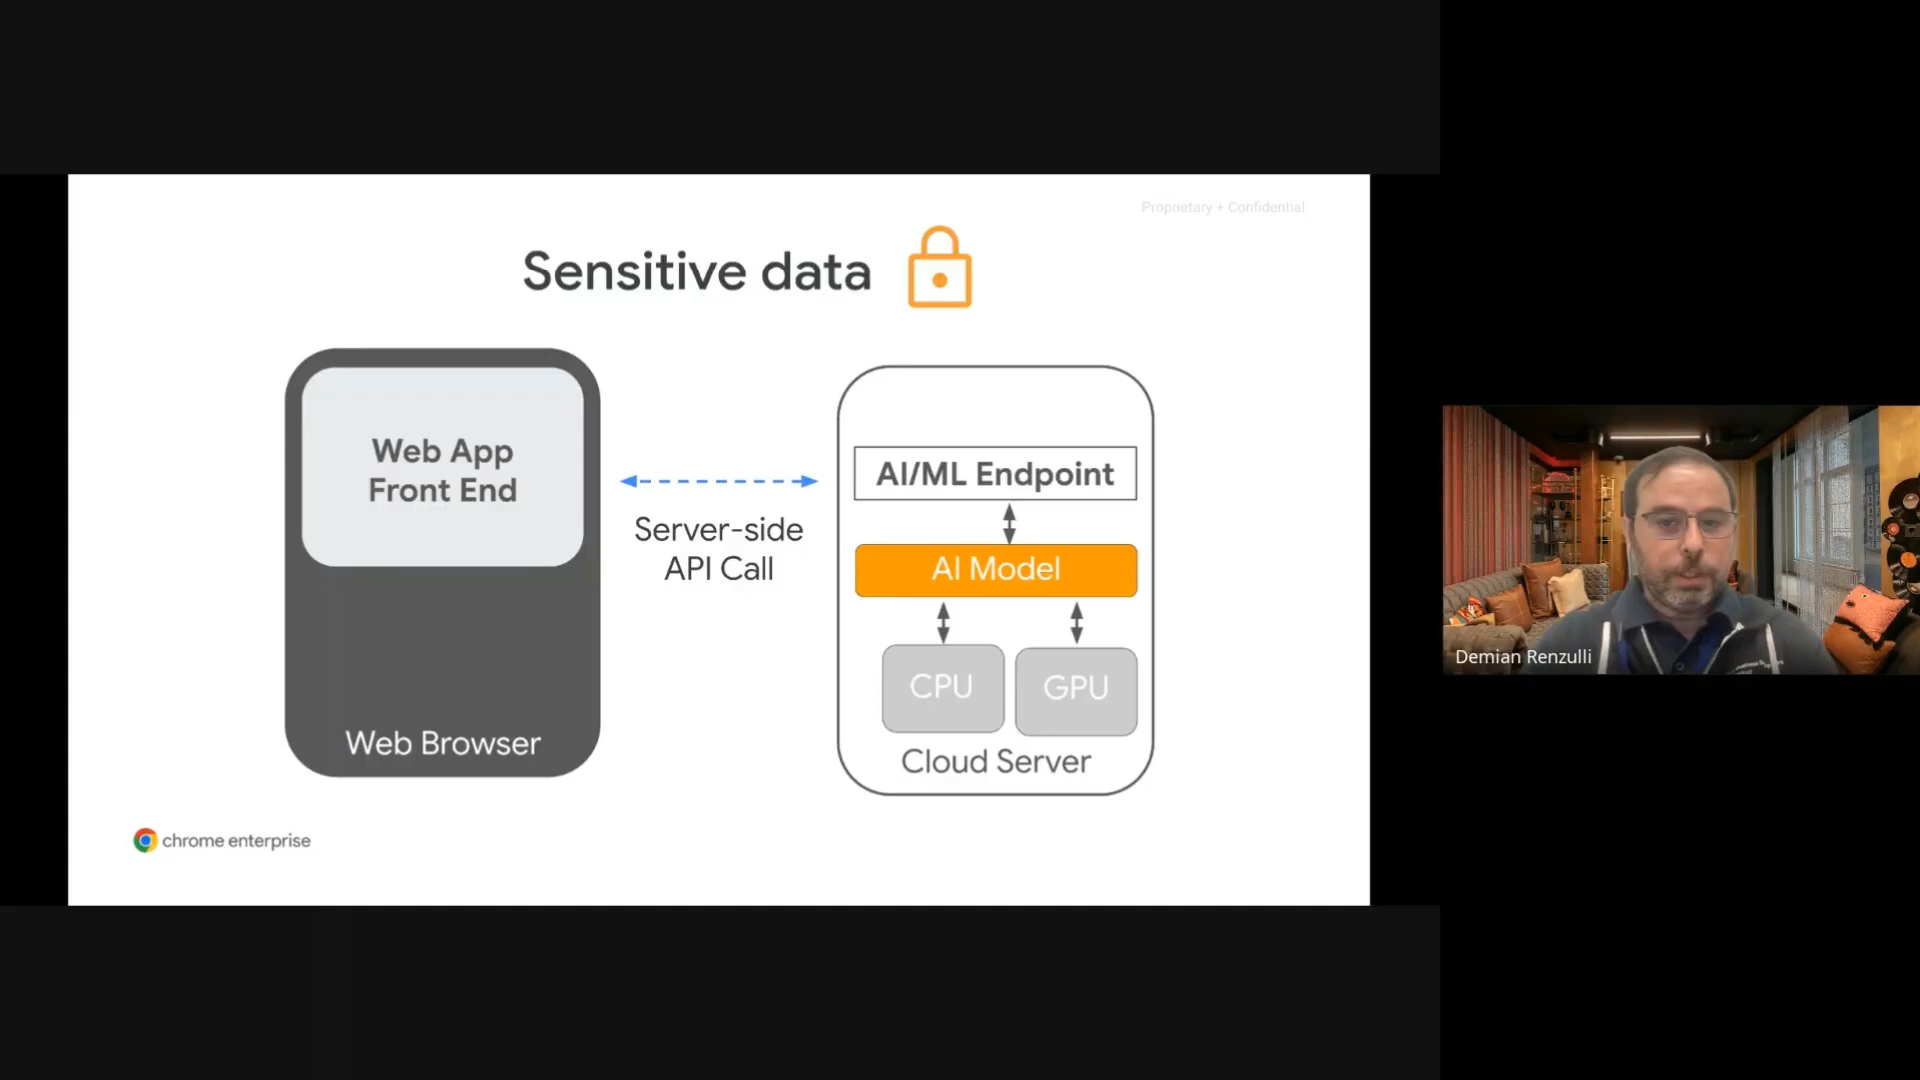 Proprietary + Confidential
Sensitive data
Web App
Front End
Web Browser
Server-side
API Call
AI/ML Endpoint
AI Model
CPU
GPU
Cloud Server
chrome enterprise
Demian Renzulli